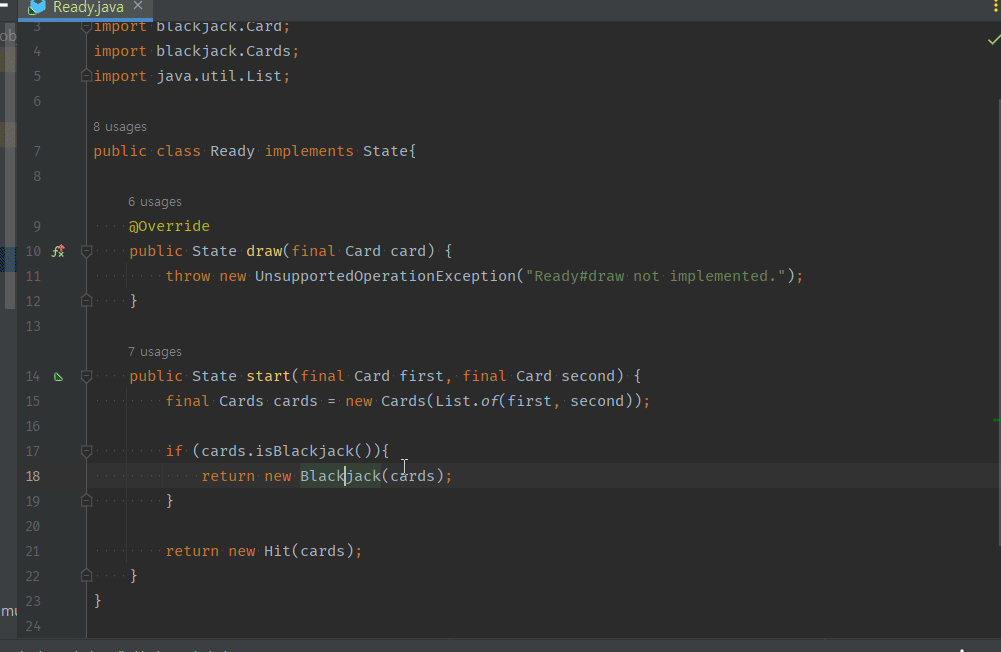 Ready.java
ob
3 import blackjack.Card;
4 import blackjack.Cards;
5 import java.util.List;
6
8 usages
7 public class Ready implements State{
8
6 usages
9 @Override
10 public State draw(final Card card) {
11 throw new UnsupportedOperationException("Ready#draw not implemented.");
12 }
13
7 usages
14 public State start(final Card first, final Card second) {
15 final Cards cards = new Cards(List.of(first, second));
16
17 if (cards.isBlackjack()){
18 return new Blackjack(cards);
19 }
20
21 return new Hit(cards);
22 }
23 }
mu
24